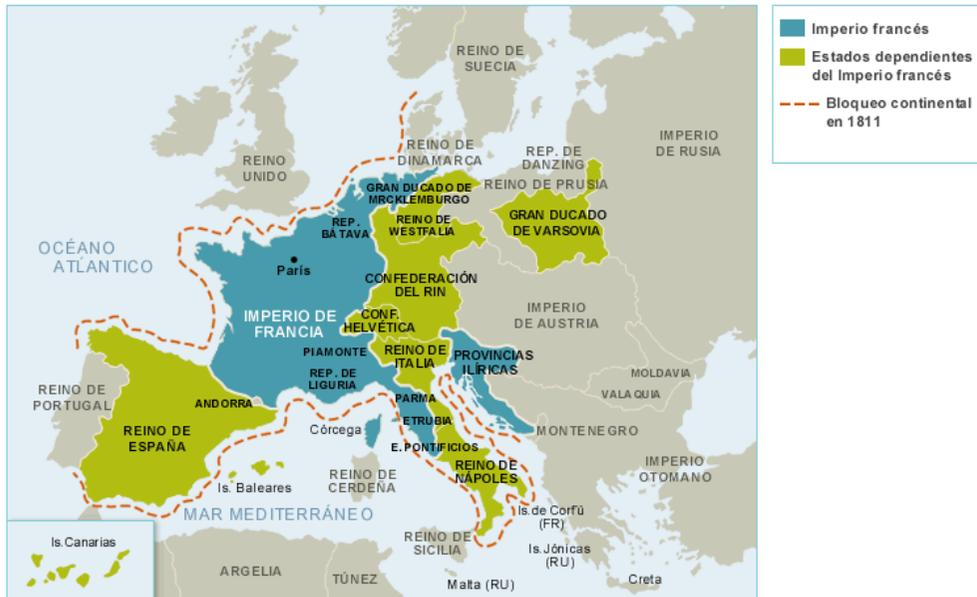 Imperio francés
Estados dependientes
del Imperio francés
Bloqueo continental
en 1811
REINO DE
SUECIA
IMPERIO
DE RUSIA
REINO DE
DINAMARCA
REP. DE
DANZING
REINO
UNIDO
GRAN DUCADO DE
MRCKLEMBURGO
REINO DE PRUSIA
REP.
BÁTAVA
REINO DE
WESTFALIA
GRAN DUCADO
DE VARSOVIA
OCÉANO
ATLÁNTICO
París
CONFEDERACIÓN
DEL RIN
IMPERIO DE
FRANCIA
CONF.
HELVÉTICA
IMPERIO
DE AUSTRIA
PIAMONTE
REINO DE
ITALIA
PROVINCIAS
ILÍRICAS
REP. DE
LIGURIA
MOLDAVIA
VALAQUIA
REINO DE
PORTUGAL
ANDORRA
PARMA
ETRUBIA
Córcega
MONTENEGRO
REINO DE
ESPAÑA
E.PONTIFICIOS
REINO DE
NÁPOLES
IMPERIO
OTOMANO
Is. Baleares
REINO DE
CERDEÑA
MAR MEDITERRÁNEO
Is.de Corfú
(FR)
Is.Canarias
REINO DE
SICILIA
Is.Jónicas
(RU)
ARGELIA
TÚNEZ
Malta (RU)
Creta